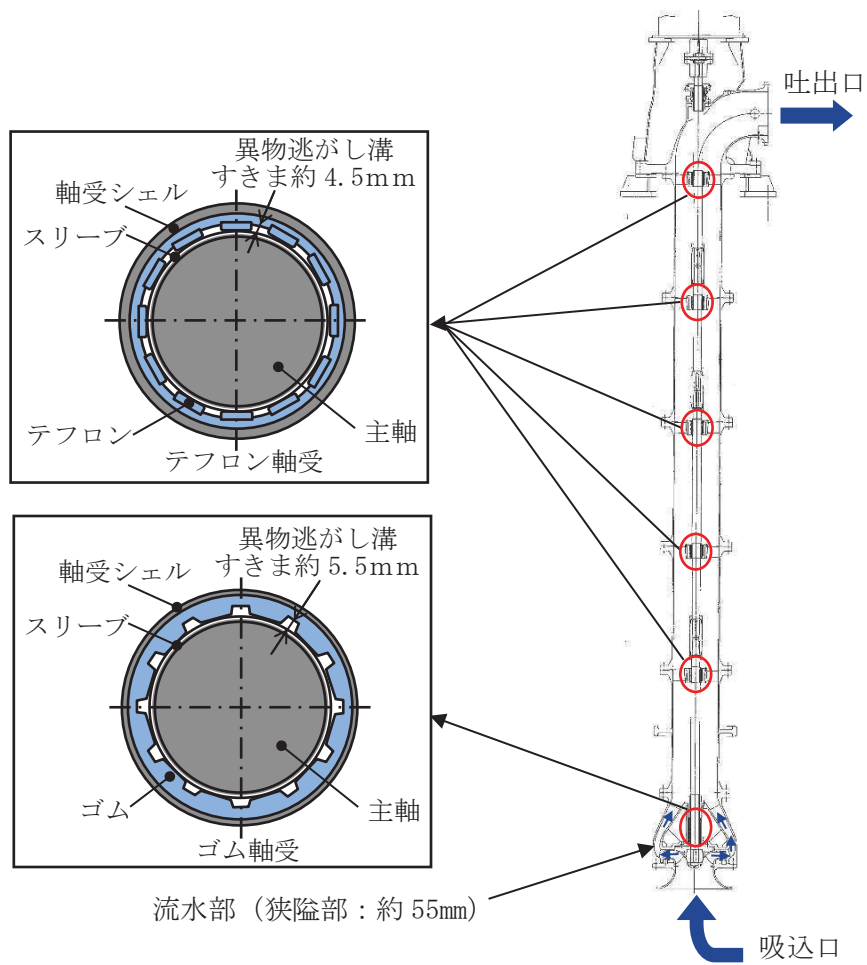 吐出口
異物逃がし溝
すきま約 4.5mm
軸受シェル
スリーブ
テフロン
主軸
テフロン軸受
異物逃がし溝
すきま約 5.5mm
軸受シェル
スリーブ
ゴム
主軸
ゴム軸受
流水部（狭隘部：約 55㎜）
吸込口